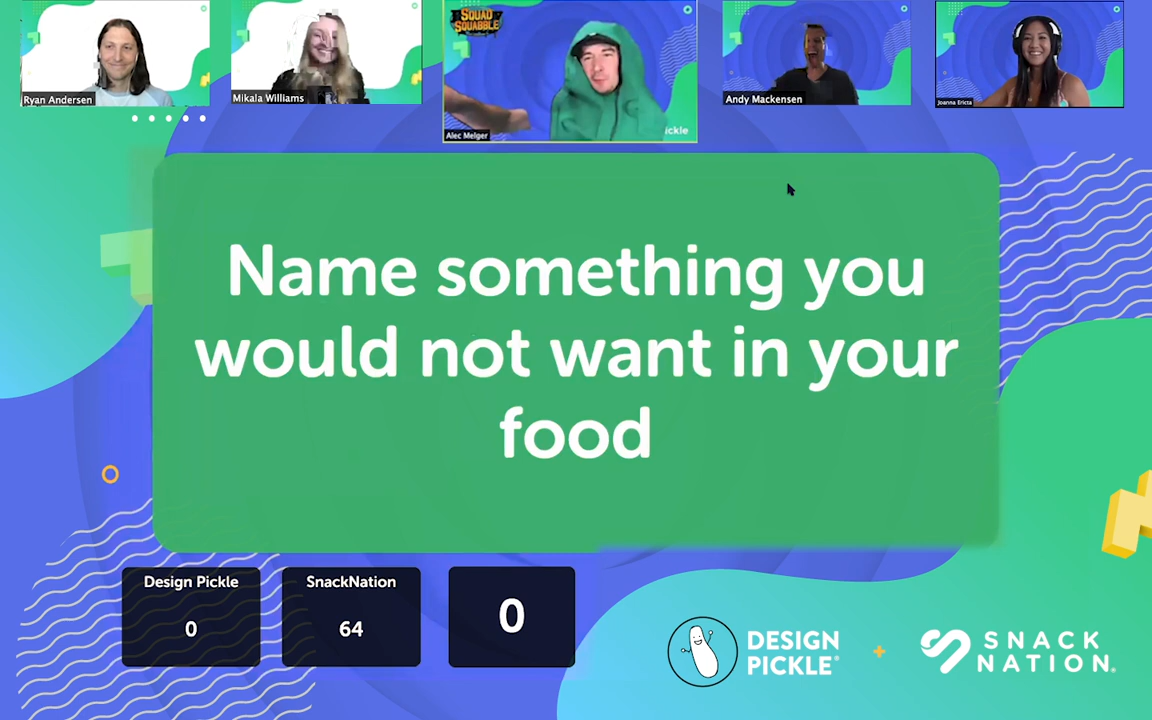 Ryan Andersen
Mikala Williams
SQUAD
SQUABBLE
Alec Melger
ickle
Andy Mackensen
Joanna Ericta
Name something you
would not want in your
food
Design Pickle
0
SnackNation
64
0
DESIGN
PICKLE®
+
SNACK
NATION®